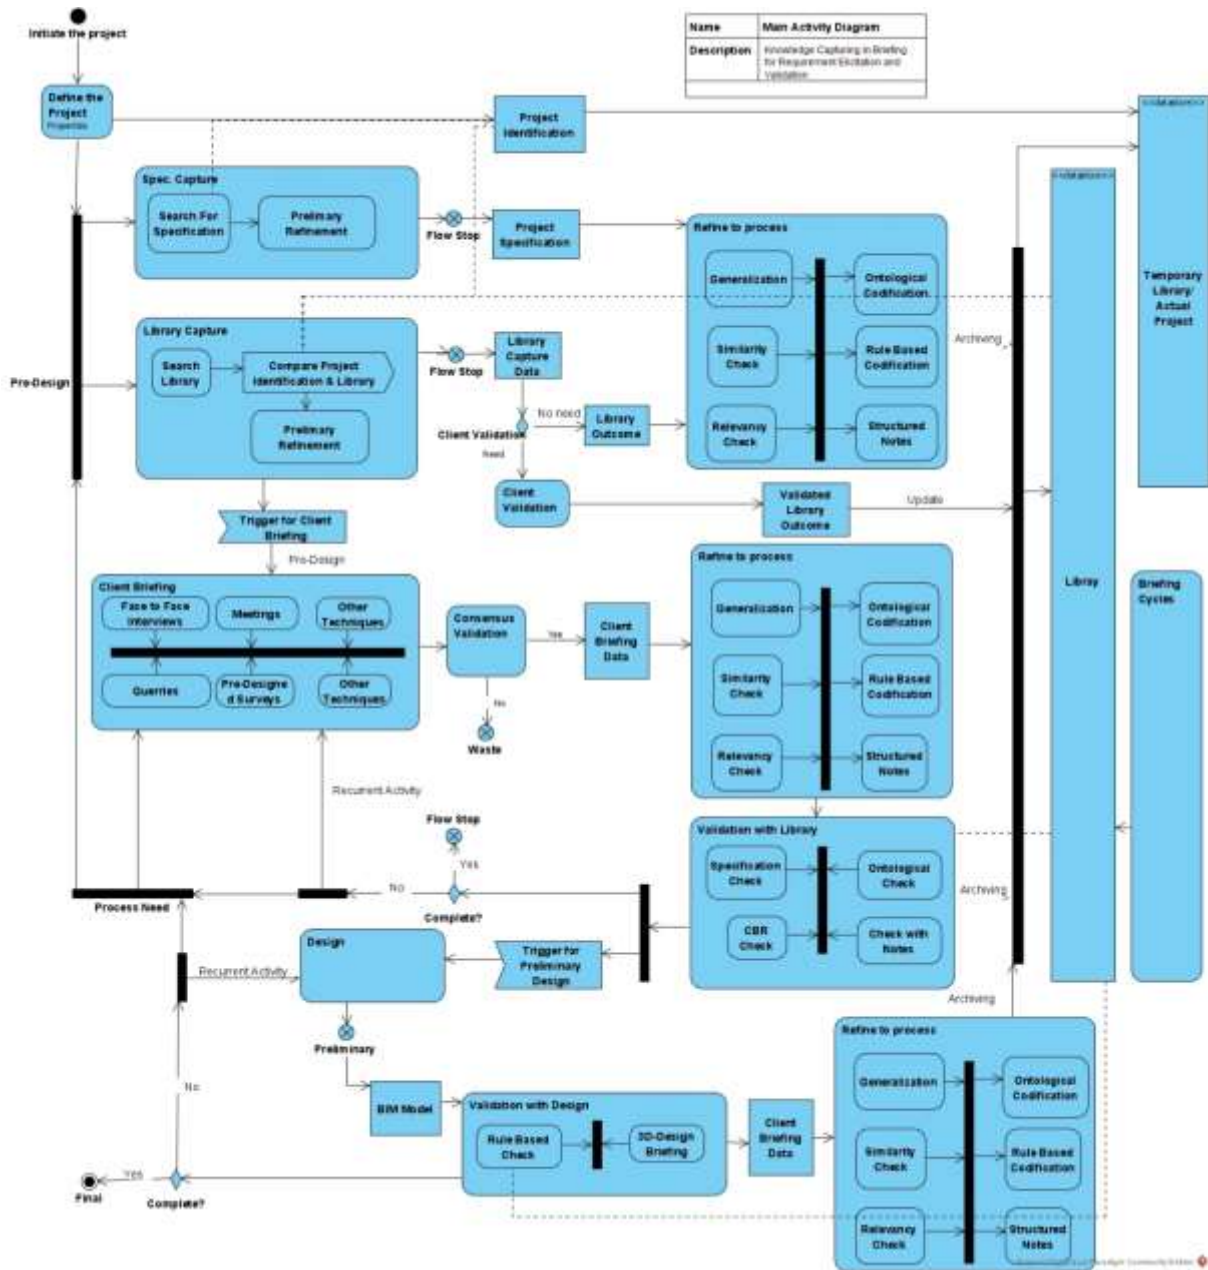 Initiate the project
Name
Main Activity Diagram
Description
Knowledge Capturing in Briefing
for Requirement Elicitation and
Validation
Define the
Project
Properties
Project
Identification
Spec. Capture
Search For
Specification
Prelimary
Refinement
Flow Stop
Project
Specification
Refine to process
Generalization
Ontological
Codification
Similarity
Check
Rule Based
Codification
Relevancy
Check
Structured
Notes
Temporary
Library/
Actual
Project
Archiving
Pre-Design
Library Capture
Search
Library
Compare Project
Identification & Library
Prelimary
Refinement
Flow Stop
Library
Capture
Data
No need
Client Validation
Need
Library
Outcome
Client
Validation
Validated
Library
Outcome
Update
Trigger for Client
Briefing
Pre-Design
Client Briefing
Face to Face
Interviews
Meetings
Other
Techniques
Querries
Pre-Designe
d Surveys
Other
Techniques
Consensus
Validation
Yes
No
Waste
Client
Briefing
Data
Refine to process
Generalization
Ontological
Codification
Similarity
Check
Rule Based
Codification
Relevancy
Check
Structured
Notes
Libray
Briefing
Cycles
Recurrent Activity
Flow Stop
Yes
No
Complete?
Process Need
Validation with Library
Specification
Check
Ontological
Check
CBR
Check
Check with
Notes
Archiving
Design
Trigger for
Preliminary
Design
Recurrent Activity
Archiving
Preliminary
No
BIM Model
Validation with Design
Rule Based
Check
3D-Design
Briefing
Client
Briefing
Data
Refine to process
Generalization
Ontological
Codification
Similarity
Check
Rule Based
Codification
Relevancy
Check
Structured
Notes
Yes
Final
Complete?